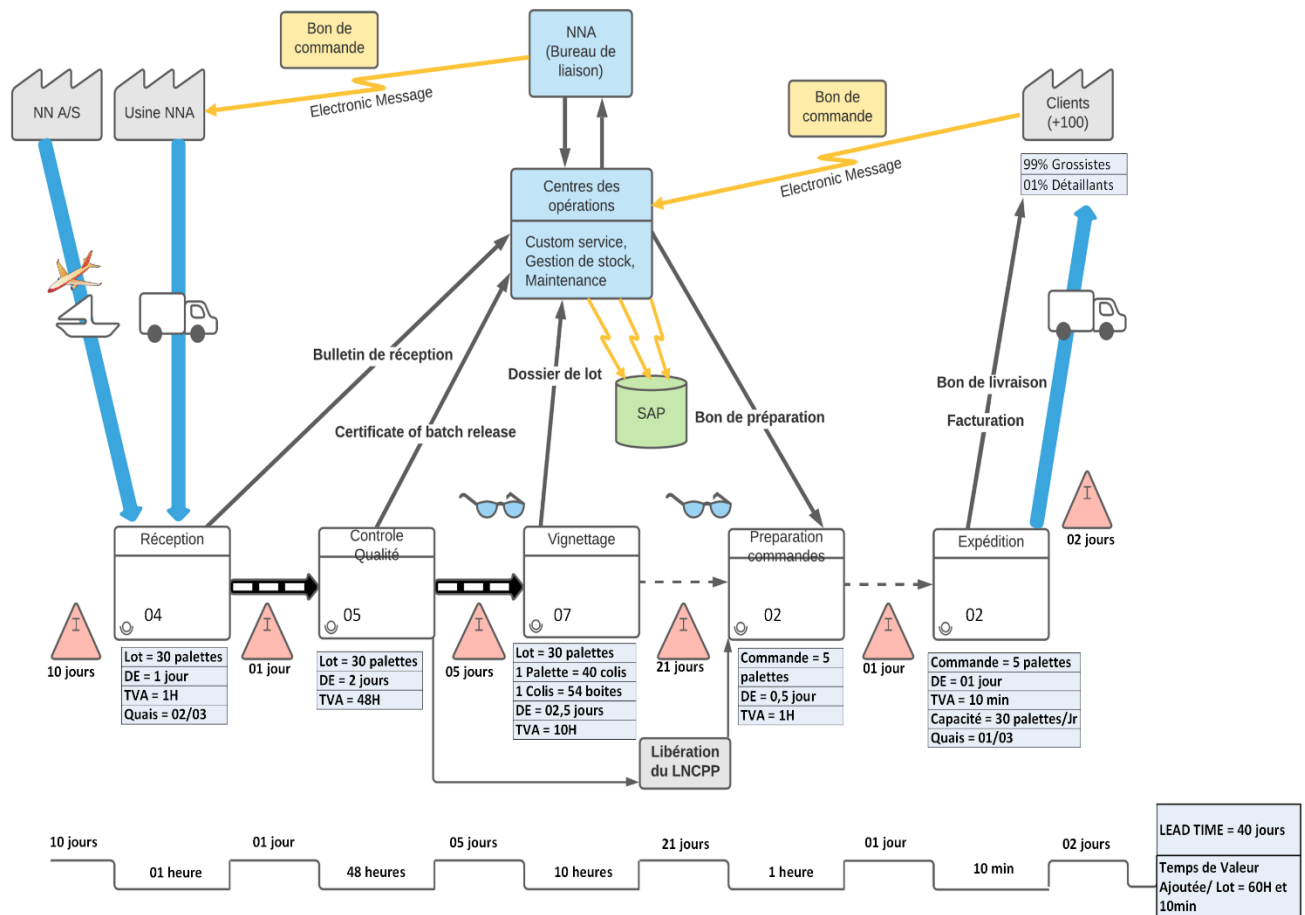 Bon de
commande
NNA
(Bureau de
liaison)
NN A/S
Usine NNA
Electronic Message
Bon de
commande
Clients
(+100)
Electronic Message
99% Grossistes
01% Détaillants
Centres des
opérations
Custom service,
Gestion de stock,
Maintenance
Bulletin de réception
Dossier de lot
Certificate of batch release
SAP
Bon de préparation
Bon de livraison
Facturation
Réception
04
Controle
Qualité
05
Vignettage
07
Preparation
commandes
02
Expédition
02
I
10 jours
I
01 jour
I
05 jours
I
21 jours
I
01 jour
I
02 jours
Lot = 30 palettes
DE = 1 jour
TVA = 1H
Quais = 02/03
Lot = 30 palettes
DE = 2 jours
TVA = 48H
Lot = 30 palettes
1 Palette = 40 colis
1 Colis = 54 boites
DE = 02,5 jours
TVA = 10H
Commande = 5
palettes
DE = 0,5 jour
TVA = 1H
Commande = 5 palettes
DE = 01 jour
TVA = 10 min
Capacité = 30 palettes/Jr
Quais = 01/03
Libération
du LNCPP
10 jours
01 heure
01 jour
48 heures
05 jours
10 heures
21 jours
1 heure
01 jour
10 min
02 jours
LEAD TIME = 40 jours
Temps de Valeur
Ajoutée/ Lot = 60H et
10min